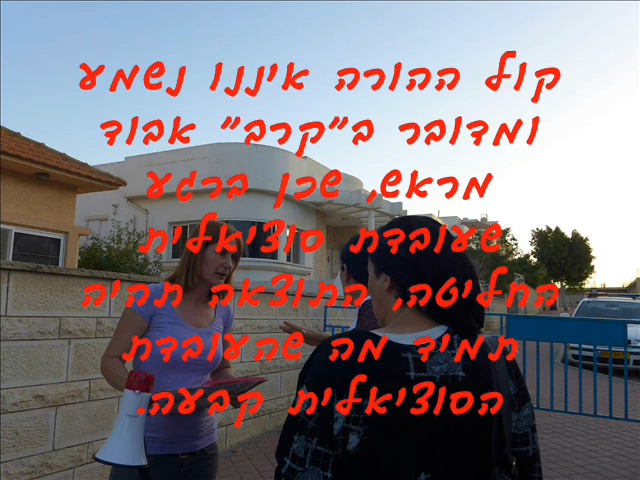 קול ההורה איננו נשמע
ומדובר ב"קרב" אבוד
מראש, שכן ברגע
שעובדת סוציאלית
החליטה, התוצאה תהיה
תמיד מה שהעובדת
הסוציאלית קבעה.